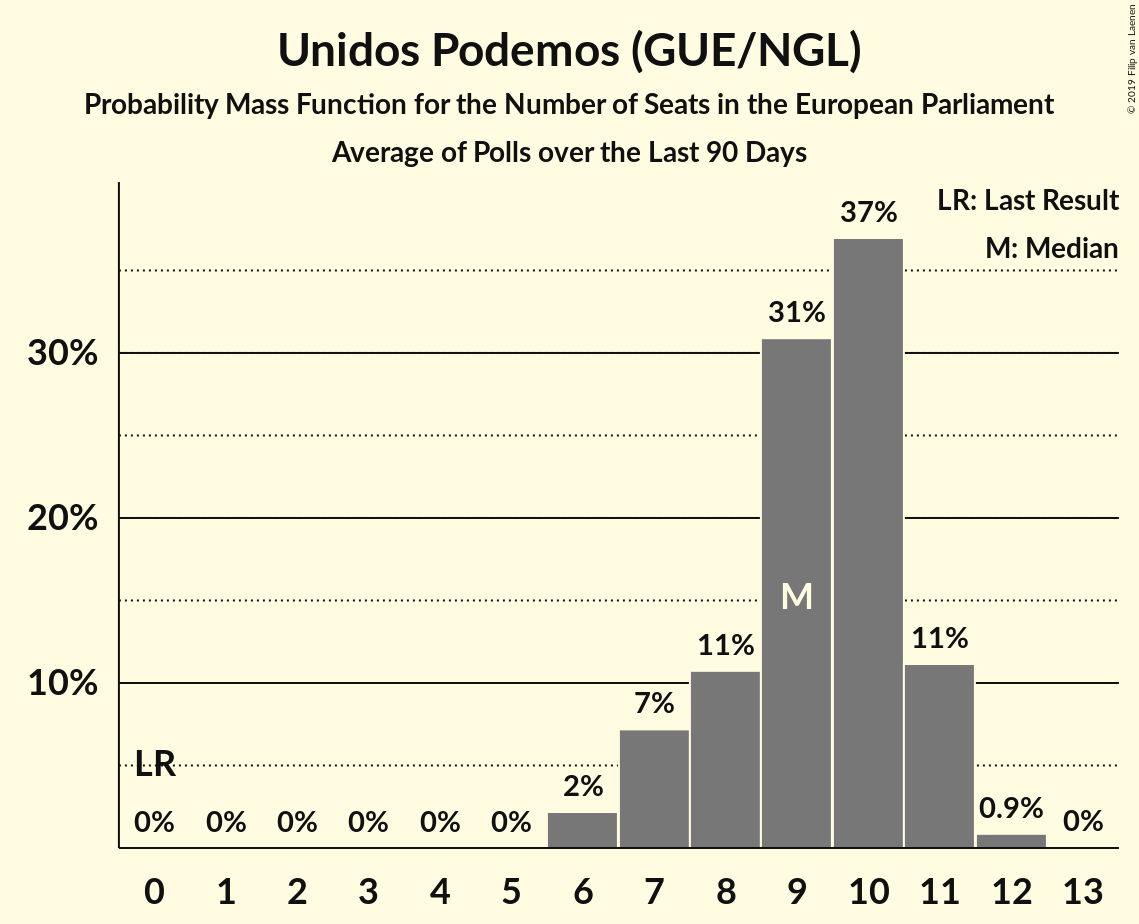 Unidos Podemos (GUE/NGL)
Probability Mass Function for the Number of Seats in the European Parliament
Average of Polls over the Last 90 Days
© 2019 Filip van Laenen
LR: Last Result
M: Median
37%
31%
30%
20%
M
11%
11%
10%
7%
LR
2%
0% 0% 0% 0% 0% 0% 0.9% 0%
0 1 2 3 4 5 6 7 8 9 10 11 12 13